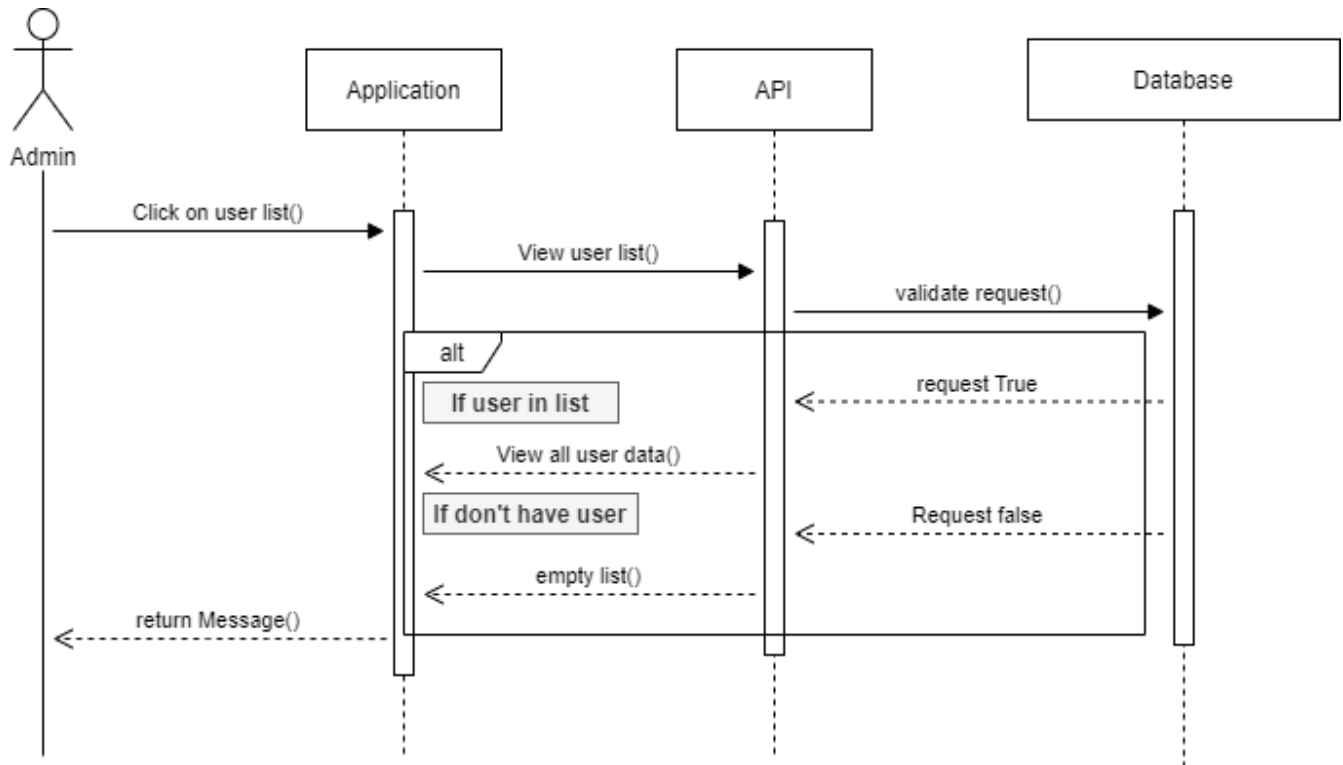 Application
API
Database
Admin
Click on user list()
View user list()
validate request()
alt
request True
If user in list
View all user data()
If don't have user
Request false
empty list()
return Message()